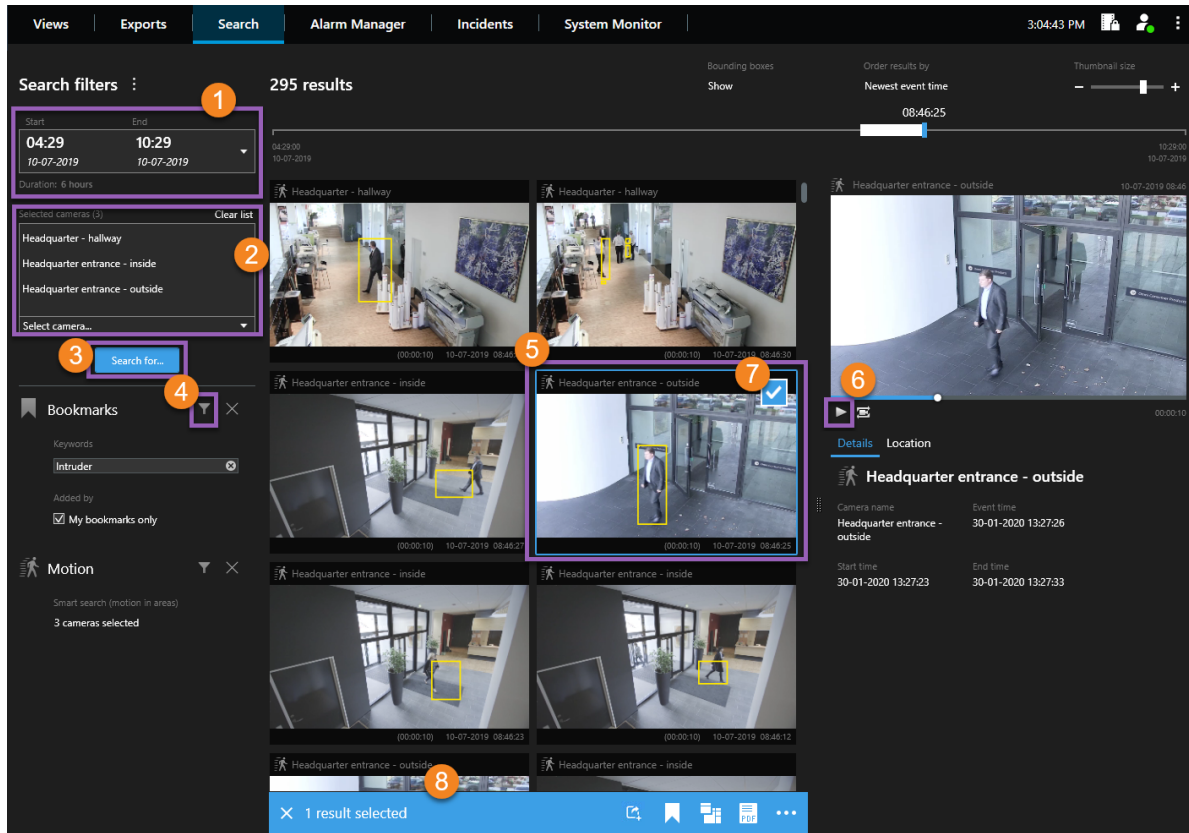 Views Exports Search Alarm Manager Incidents System Monitor 3:04:43 PM
Search filters
1
295 results
Bounding boxes
Show
Order results by
Newest event time
Thumbnail size
08:46:25
04:29:00
10-07-2019
10:29:00
10-07-2019
Start End
04:29 10:29
10-07-2019 10-07-2019
Duration: 6 hours
Selected cameras (3) Clear list
Headquarter - hallway
2
Headquarter entrance - inside
Headquarter entrance - outside
Select camera...
3
Search for...
4
Bookmarks
Keywords
Intruder
Added by
My bookmarks only
Motion
Smart search (motion in areas)
3 cameras selected
Headquarter - hallway
(00:00:10) 10-07-2019
Headquarter - hallway
(00:00:10) 10-07-2019 08:46:30
5
Headquarter entrance - inside
(00:00:10) 10-07-2019 08:46:27
Headquarter entrance - outside
7
(00:00:10) 10-07-2019 08:46:25
Headquarter entrance - inside
(00:00:10) 10-07-2019 08:46:23
Headquarter entrance - inside
(00:00:10) 10-07-2019 08:46:12
Headquarter entrance - outside
Headquarter entrance - inside
8
1 result selected
PDF
Headquarter entrance - outside 10-07-2019 08:46
6
00:00:10
Details Location
Headquarter entrance - outside
Camera name
Headquarter entrance -
outside
Event time
30-01-2020 13:27:26
Start time
30-01-2020 13:27:23
End time
30-01-2020 13:27:33